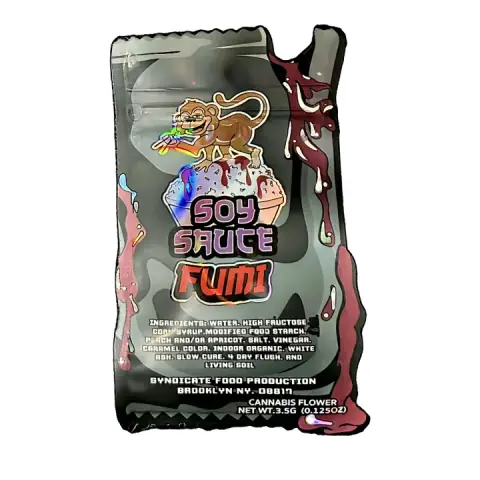 SOY
SAUCE
FUMI
INGREDIENTS: WATER, HIGH FRUCTOSE
CORN SYRUP, MODIFIED FOOD STARCH,
PEACH AND/OR APRICOT, SALT, VINEGAR,
CARAMEL COLOR, INDOOR ORGANIC, WHITE
ASH, SLOW CURE, 4 DAY FLUSH, AND
LIVING SOIL
SYNDICATE FOOD PRODUCTION
BROOKLYN NY. 08817
CANNABIS FLOWER
NET WT.3.5G (0.125OZ)